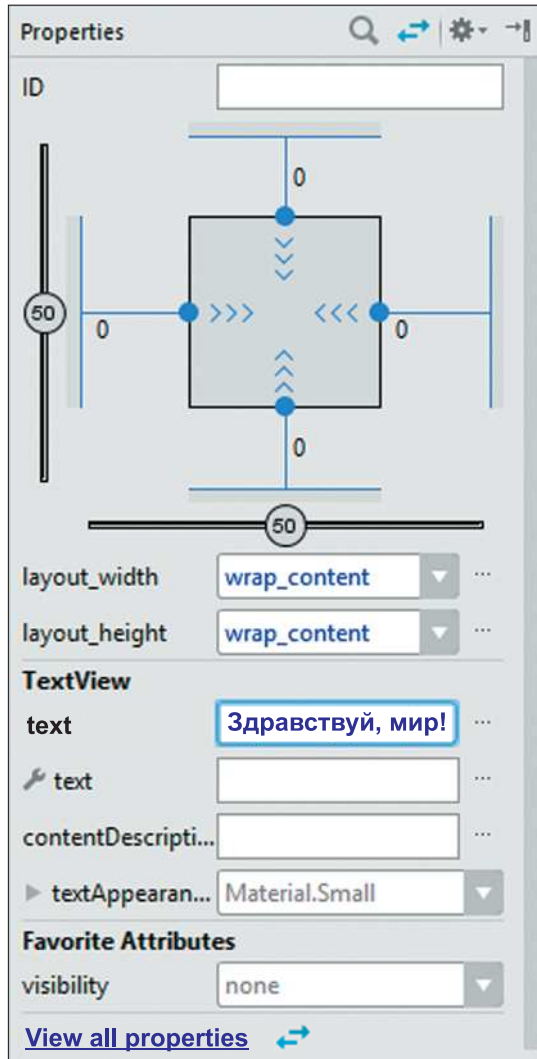 Properties
ID
0
50
0
0
0
50
layout_width wrap_content ...
layout_height wrap_content ...
TextView
text Здравствуй, мир! ...
text ...
contentDescripti... ...
textAppearan... Material.Small
Favorite Attributes
visibility none
View all properties